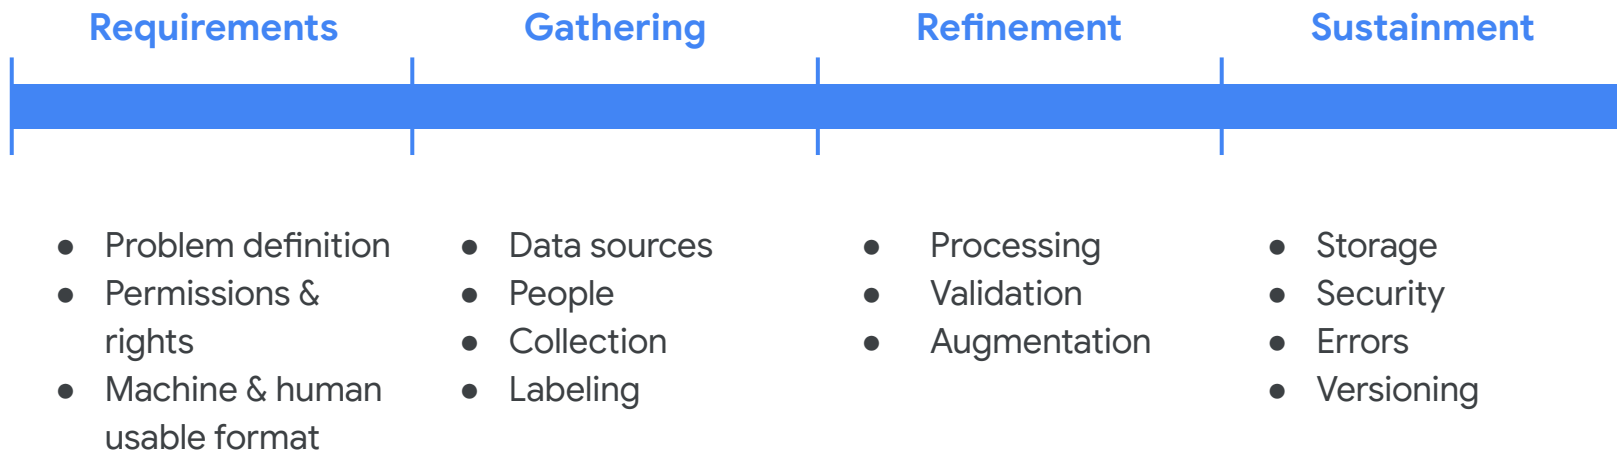 Requirements
Gathering
Refinement
Sustainment
● Problem definition
● Permissions &
rights
● Machine & human
usable format
● Data sources
● People
● Collection
● Labeling
● Processing
● Validation
● Augmentation
● Storage
● Security
● Errors
● Versioning